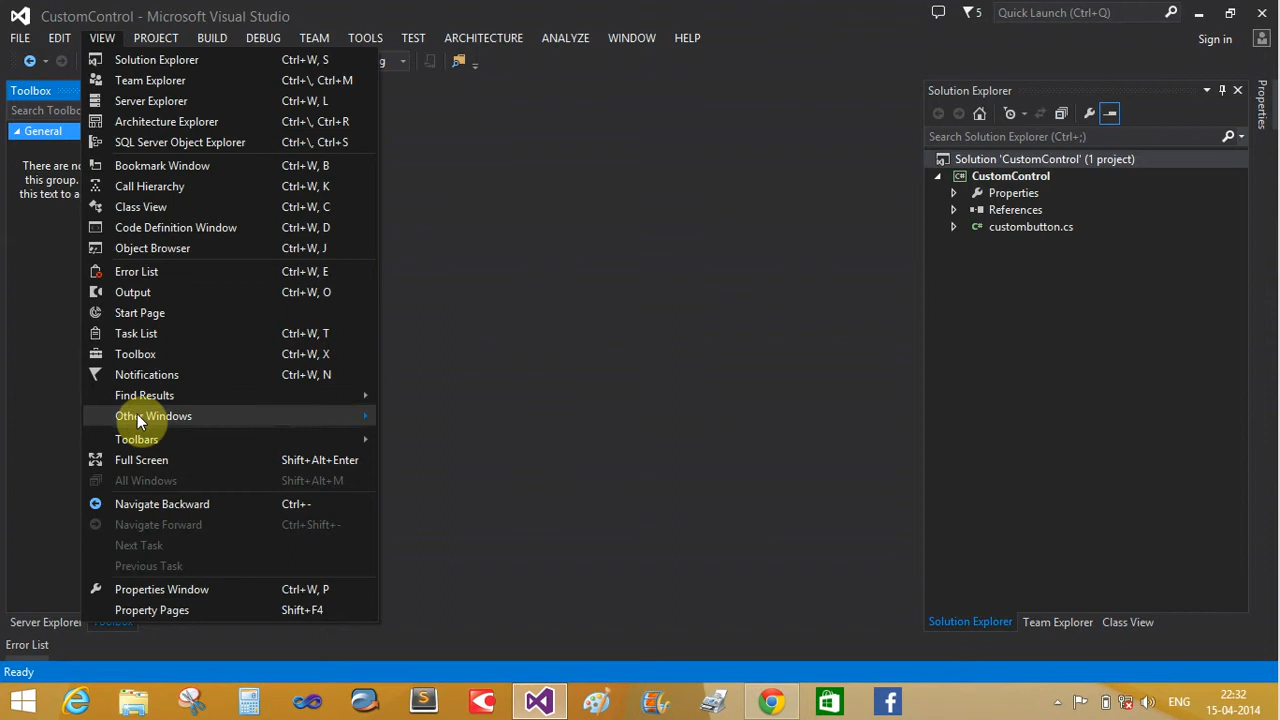 CustomControl - Microsoft Visual Studio
5
Quick Launch (Ctrl+Q)
FILE EDIT VIEW PROJECT BUILD DEBUG TEAM TOOLS TEST ARCHITECTURE ANALYZE WINDOW HELP
Sign in
Toolbox
Search Toolbo
General
There are no
this group.
this text to a
Solution Explorer Ctrl+W, S
Team Explorer Ctrl+\, Ctrl+M
Server Explorer Ctrl+W, L
Architecture Explorer Ctrl+\, Ctrl+R
SQL Server Object Explorer Ctrl+\, Ctrl+S
Bookmark Window Ctrl+W, B
Call Hierarchy Ctrl+W, K
Class View Ctrl+W, C
Code Definition Window Ctrl+W, D
Object Browser Ctrl+W, J
Error List Ctrl+W, E
Output Ctrl+W, O
Start Page
Task List Ctrl+W, T
Toolbox Ctrl+W, X
Notifications Ctrl+W, N
Find Results
Other Windows
Toolbars
Full Screen Shift+Alt+Enter
All Windows Shift+Alt+M
Navigate Backward Ctrl+-
Navigate Forward Ctrl+Shift+-
Next Task
Previous Task
Properties Window Ctrl+W, P
Property Pages Shift+F4
g
Solution Explorer
Search Solution Explorer (Ctrl+;)
Solution 'CustomControl' (1 project)
CustomControl
Properties
References
custombutton.cs
Properties
Solution Explorer Team Explorer Class View
Server Explorer Toolbox
Error List
Ready
ENG
22:32
15-04-2014